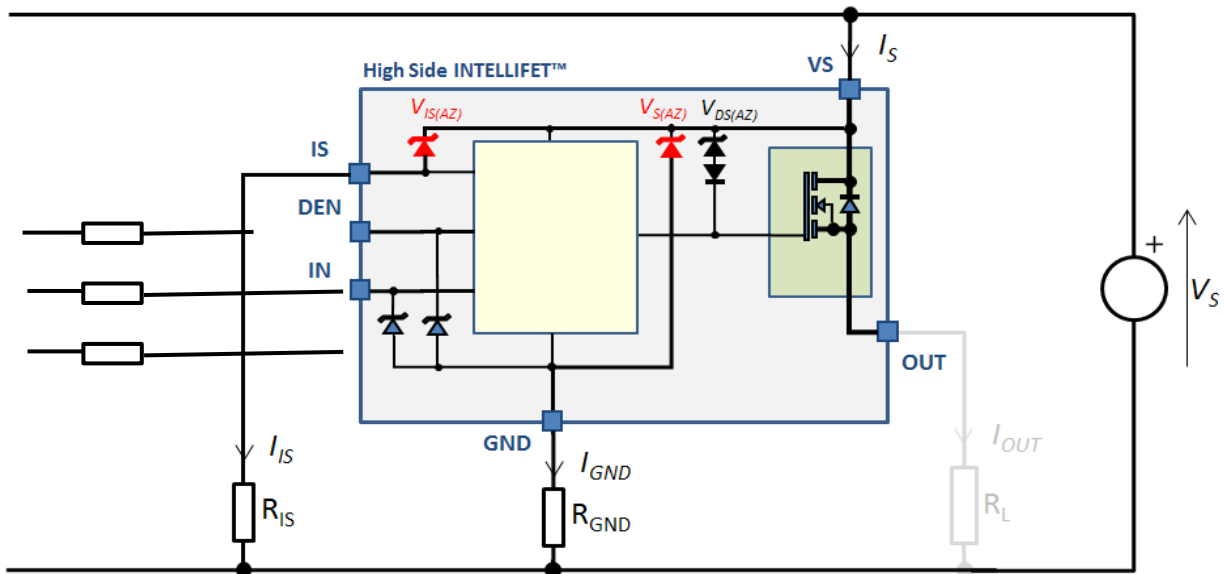 I_S
VS
High Side INTELLIFET™
V_IS(AZ)
V_S(AZ)
V_DS(AZ)
IS
DEN
IN
+
V_S
OUT
GND
I_IS
I_GND
I_OUT
R_IS
R_GND
R_L